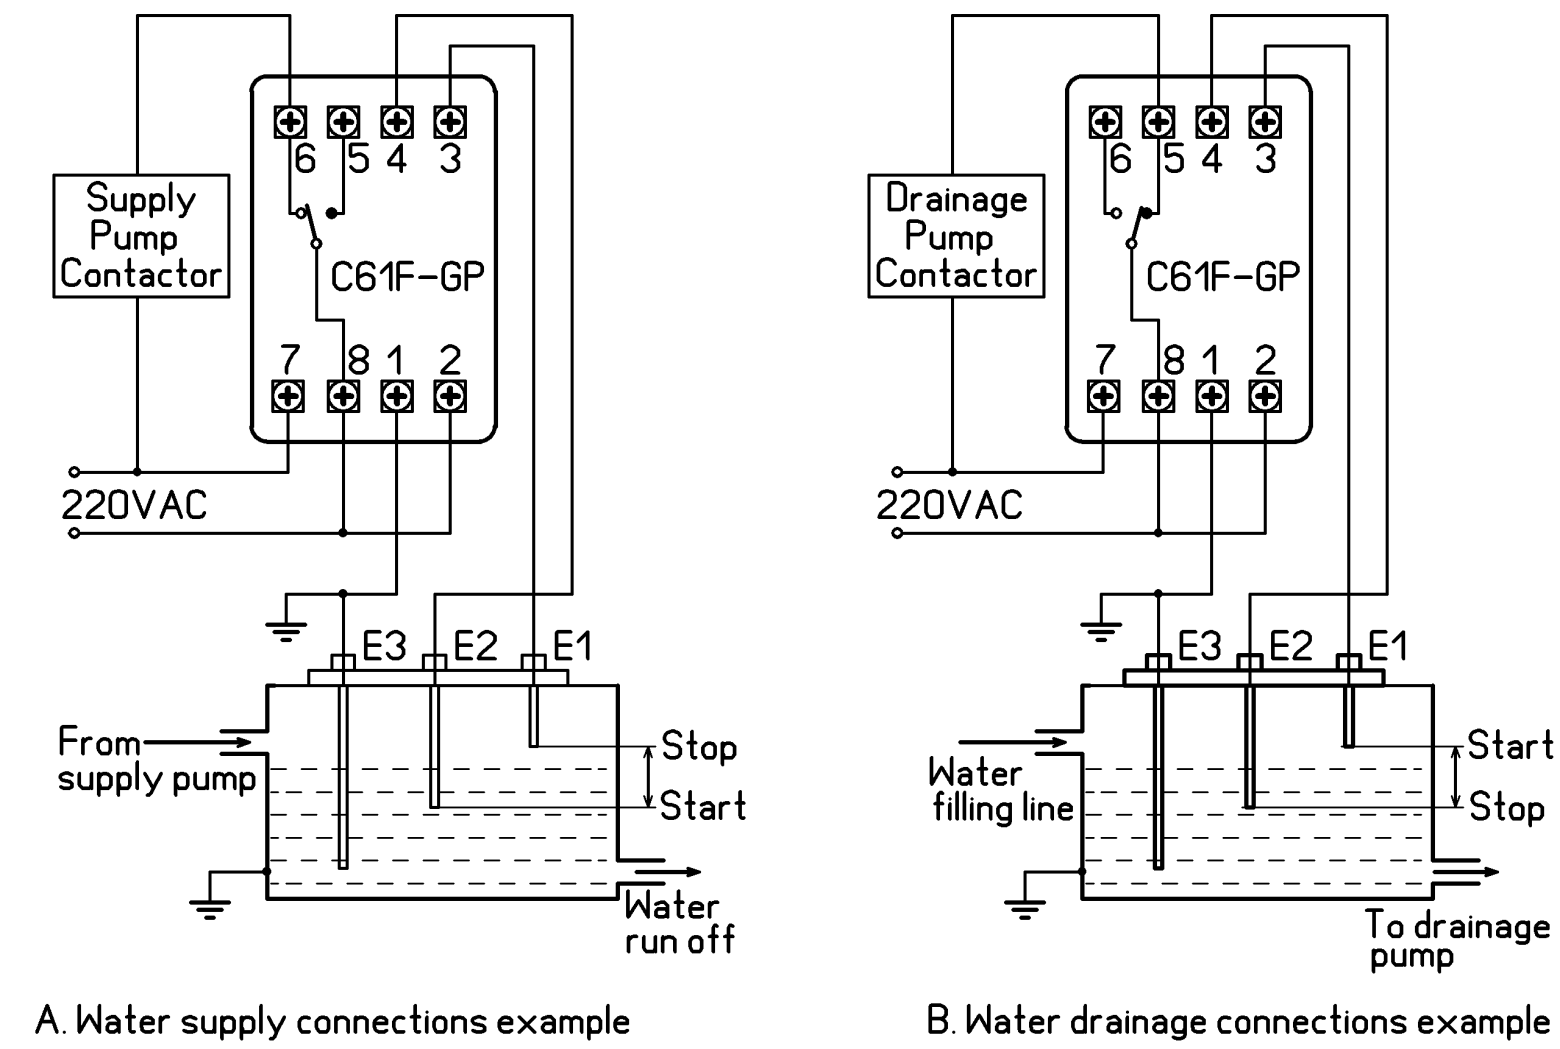 6 5 4 3
Supply
Pump
Contactor
C61F-GP
7 8 1 2
220VAC
E3 E2 E1
From
supply pump
Stop
Start
Water
run off
A. Water supply connections example
6 5 4 3
Drainage
Pump
Contactor
C61F-GP
7 8 1 2
220VAC
E3 E2 E1
Water
filling line
Start
Stop
To drainage
pump
B. Water drainage connections example